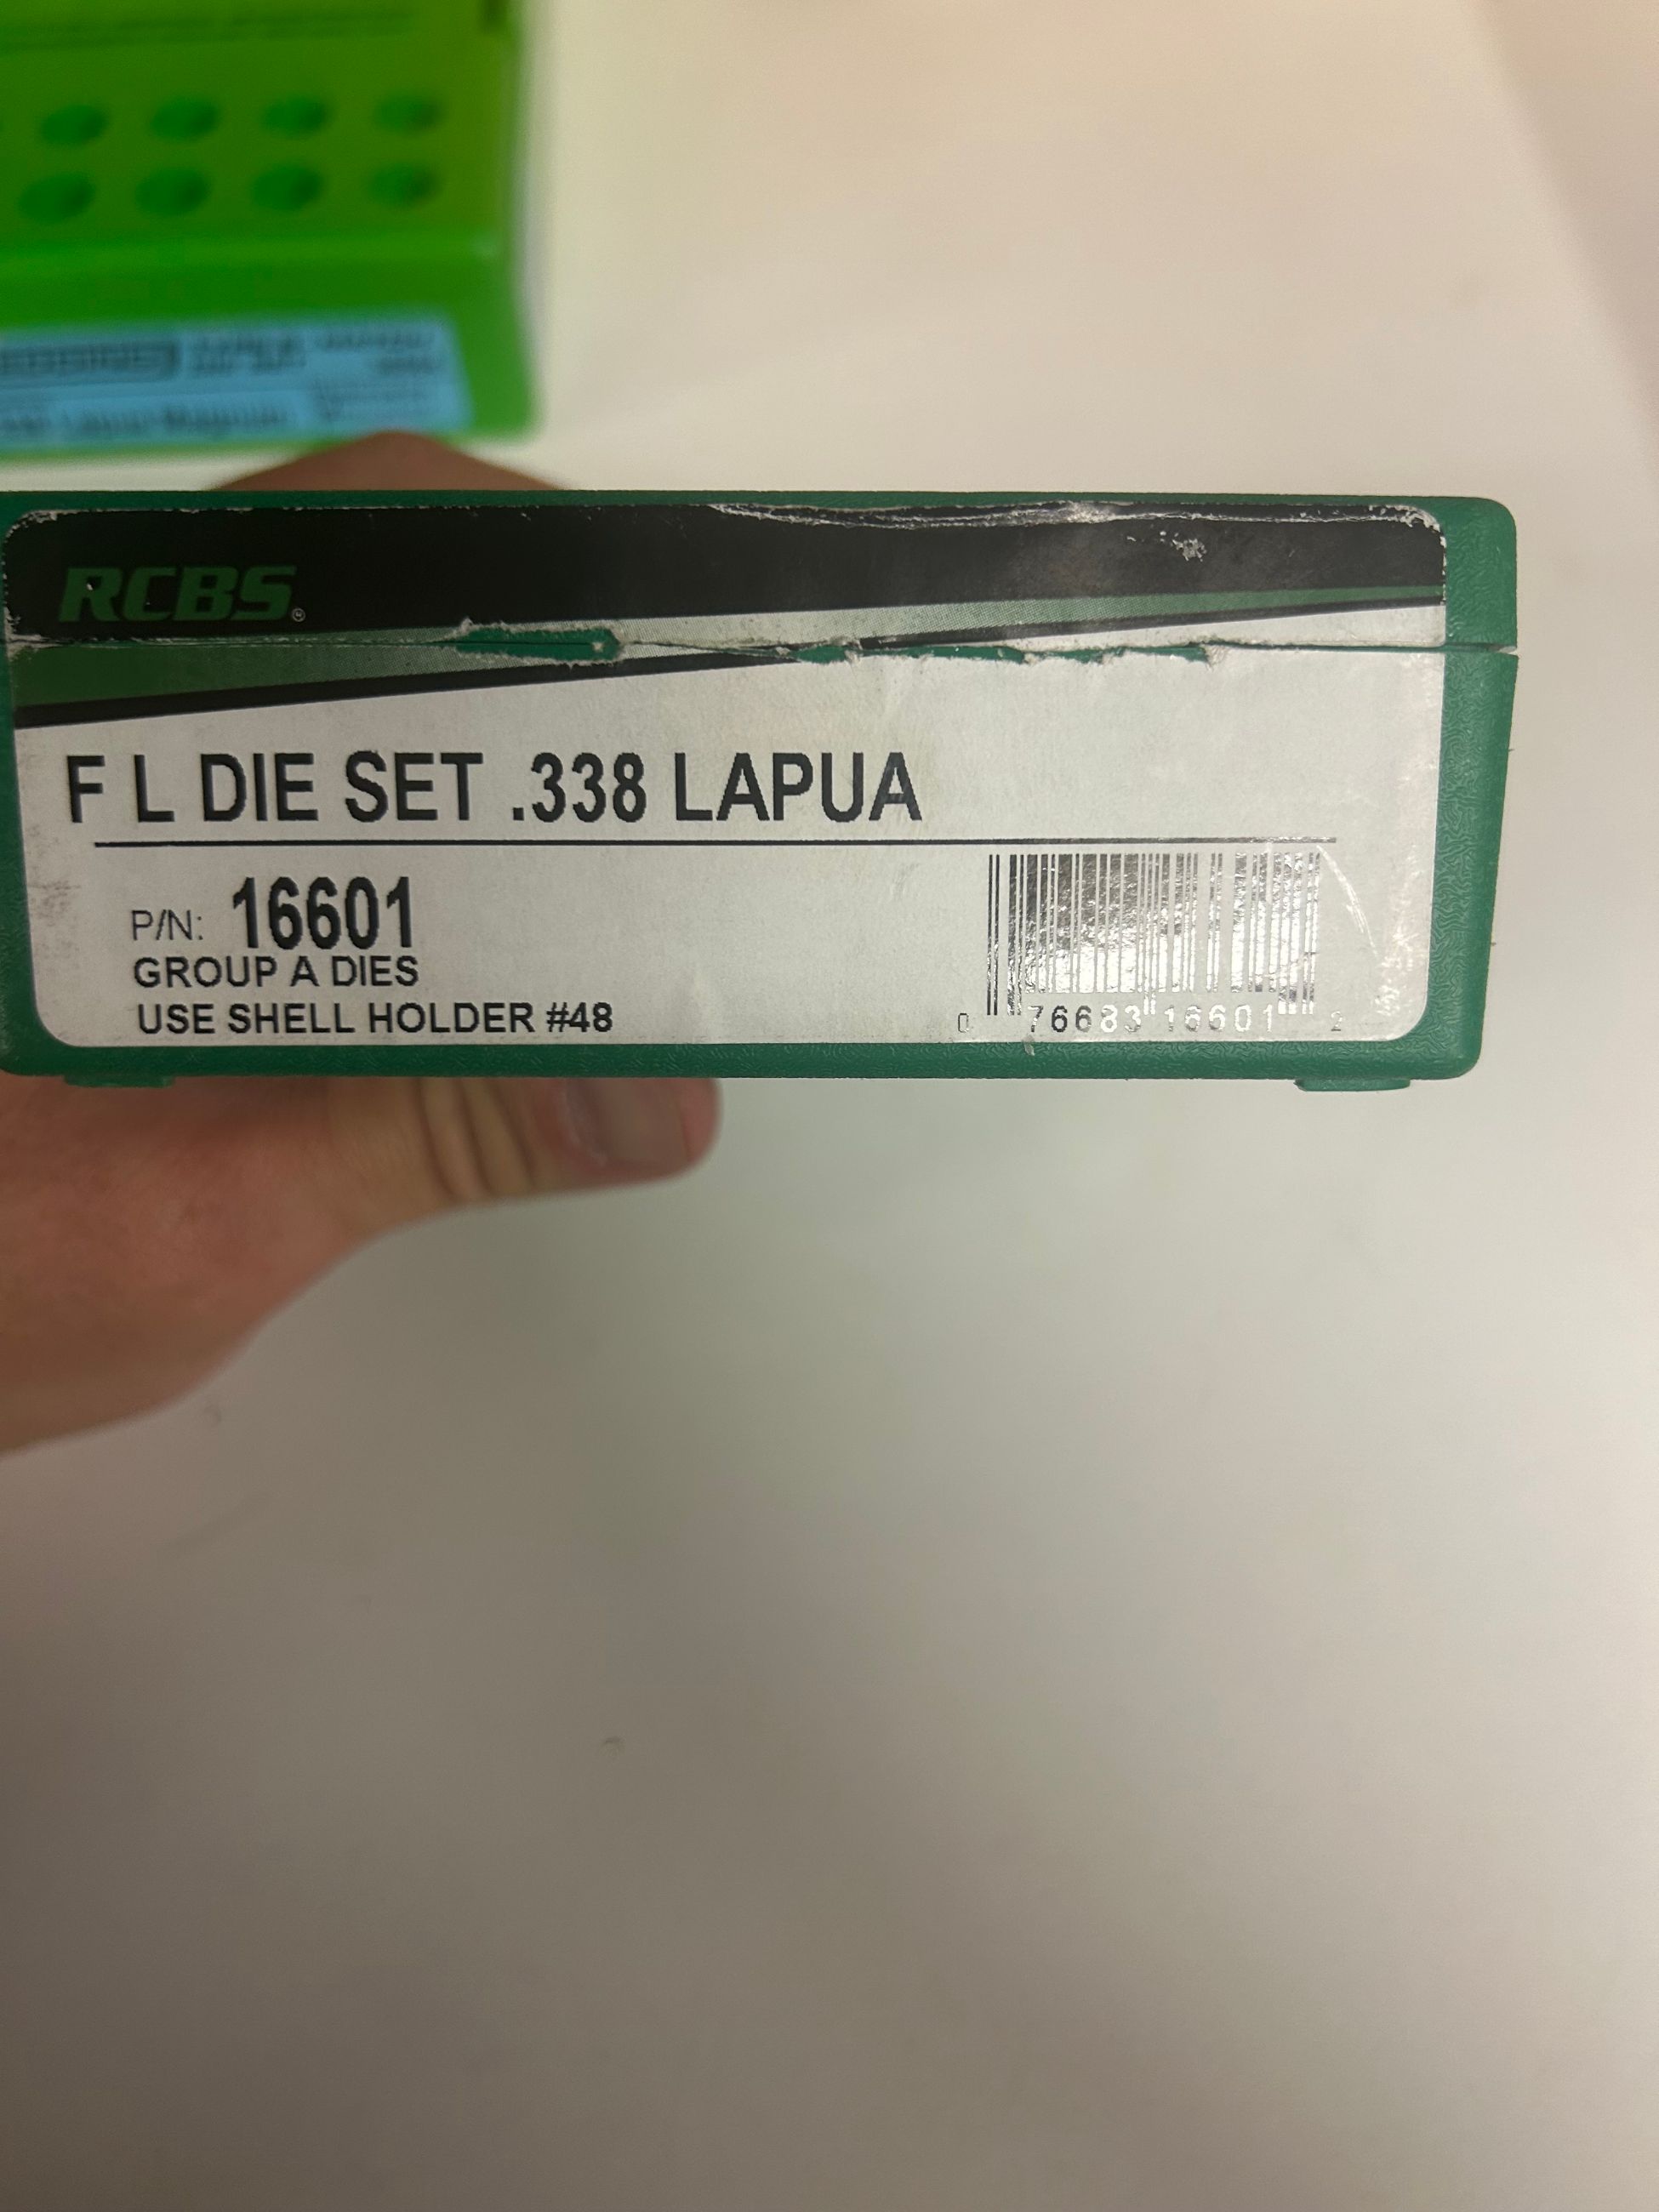 RCBS®
F L DIE SET .338 LAPUA
P/N: 16601
GROUP A DIES
USE SHELL HOLDER #48
0 76683 16601 2